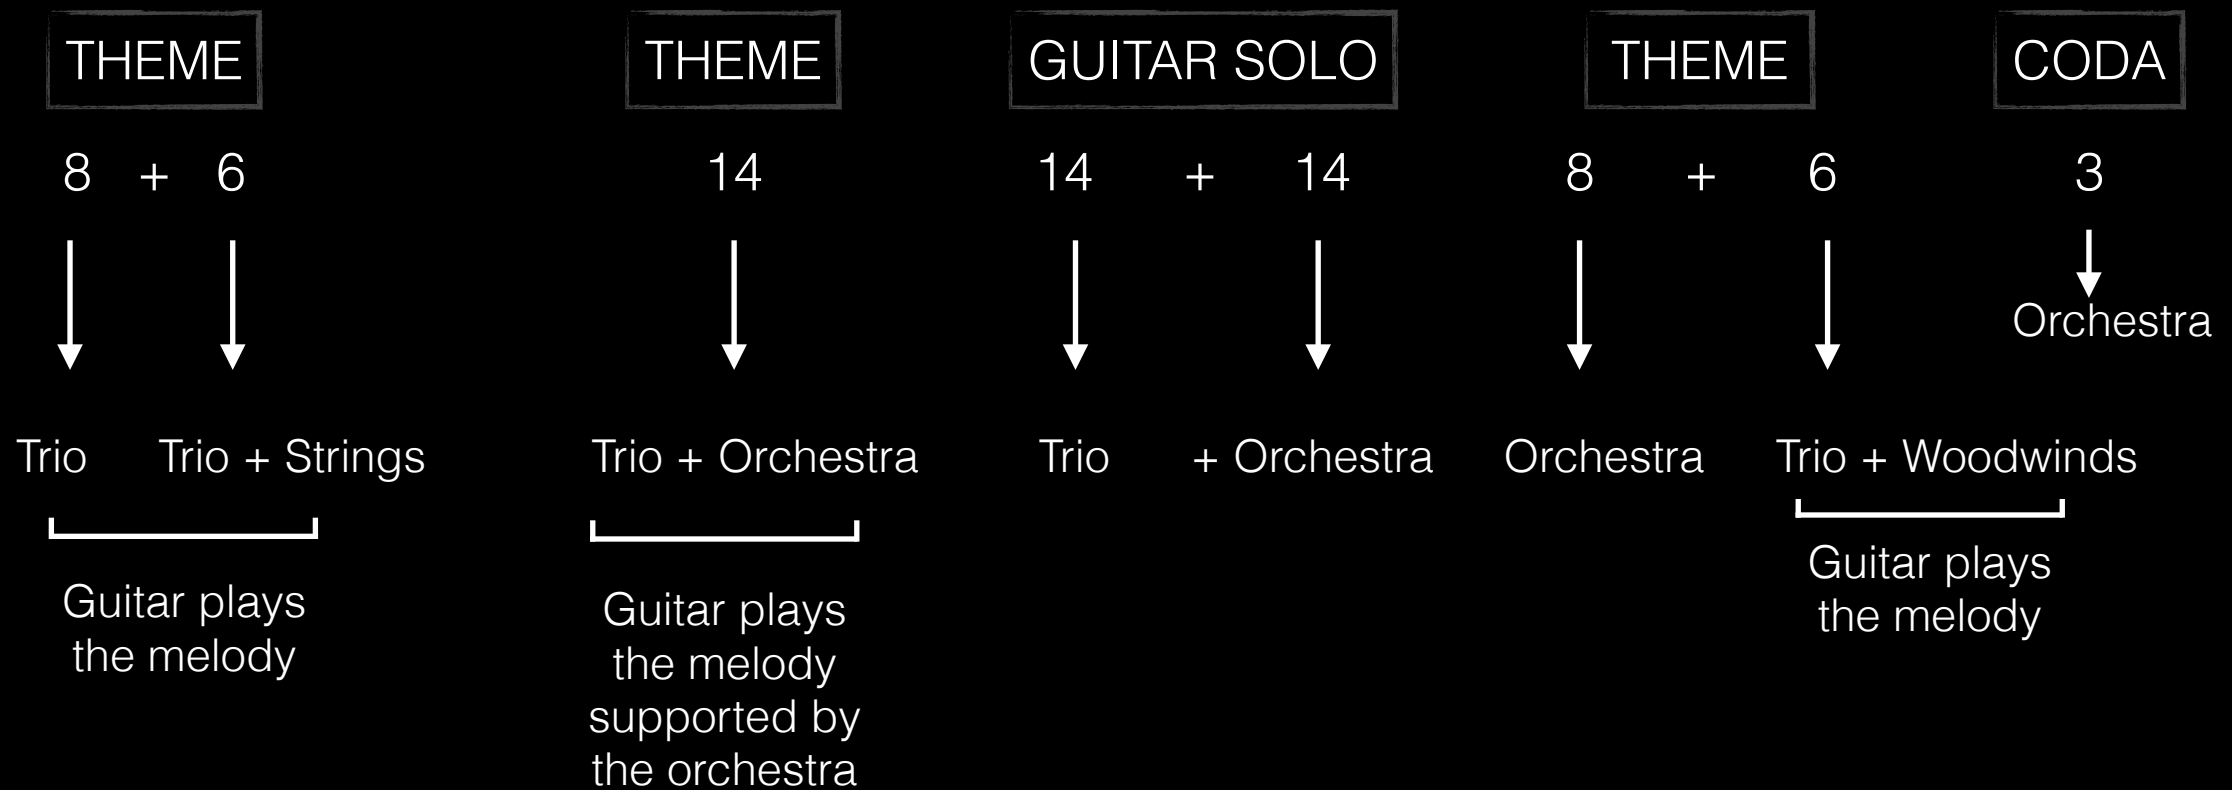 THEME
THEME
GUITAR SOLO
THEME
CODA
8 + 6
14
14 + 14
8 + 6
3
Orchestra
Trio
Trio + Strings
Trio + Orchestra
Trio
+ Orchestra
Orchestra
Trio + Woodwinds
Guitar plays
the melody
Guitar plays
the melody
supported by
the orchestra
Guitar plays
the melody